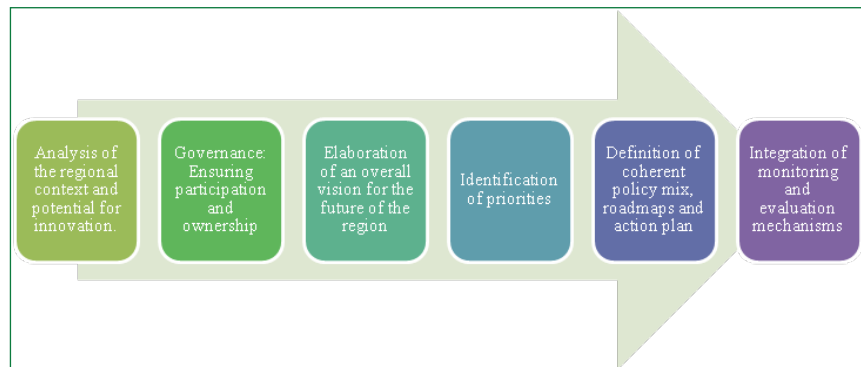 Analysis of
the regional
context and
potential for
innovation.
Governance:
Ensuring
participation
and
ownership
Elaboration
of an overall
vision for the
future of the
region
Identification
of priorities
Definition of
coherent
policy mix,
roadmaps and
action plan
Integration of
monitoring
and
evaluation
mechanisms